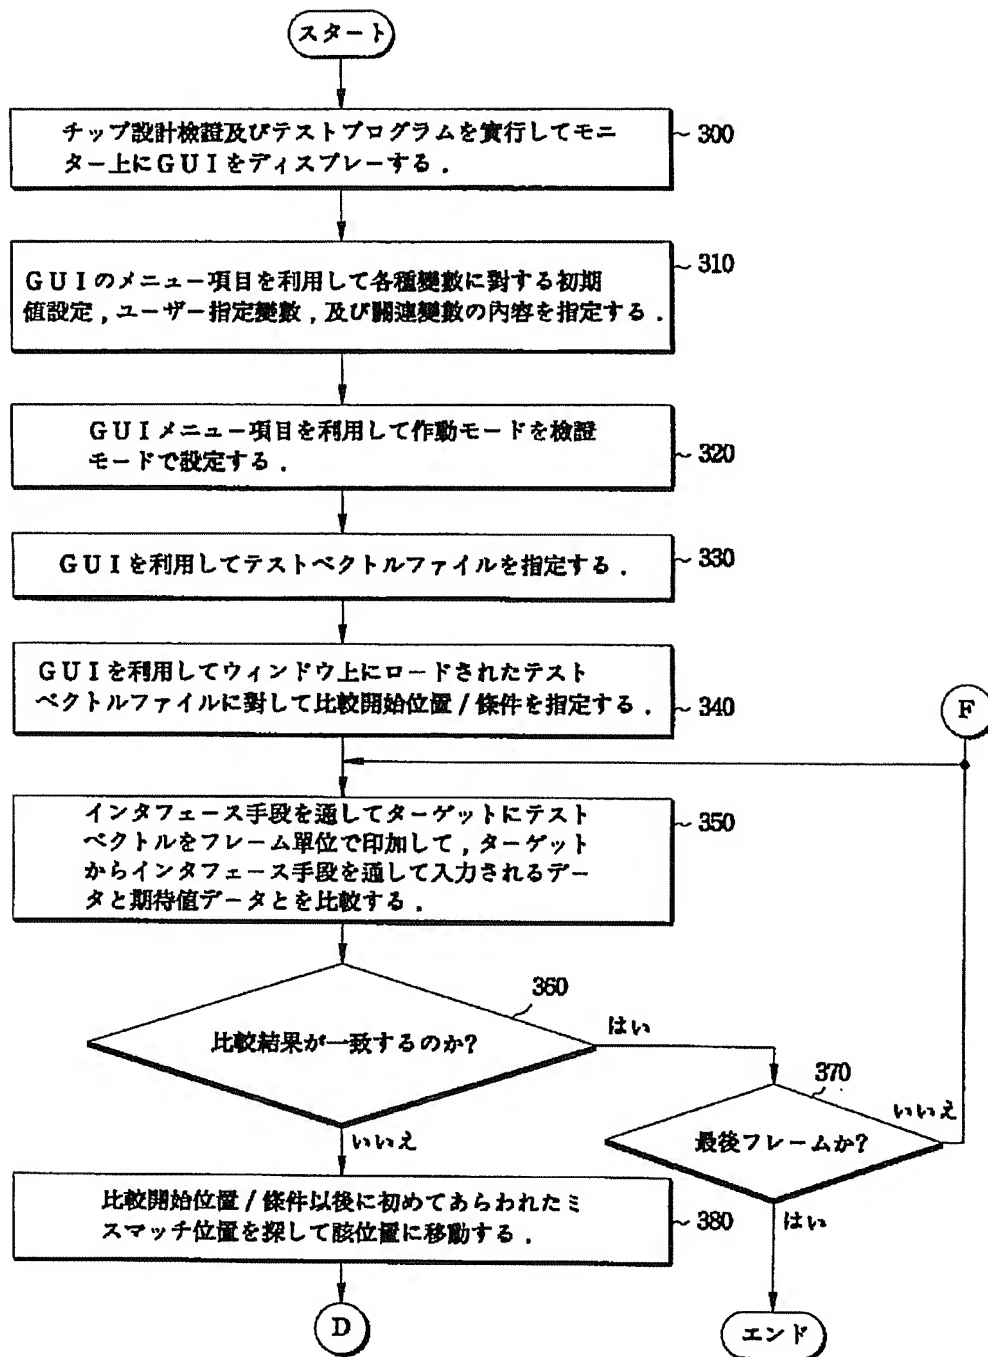 スタート
チップ設計檢證及びテストプログラムを實行してモニ
ター上にGUIをディスプレーする.
300
GUIのメニュー項目を利用して各種變數に對する初期
値設定,ユーザー指定變數,及び關連變數の內容を指定する.
310
GUIメニュー項目を利用して作動モードを檢證
モードで設定する.
320
GUIを利用してテストベクトルファイルを指定する.
330
GUIを利用してウィンドウ上にロードされたテスト
ベクトルファイルに對して比較開始位置/條件を指定する.
340
F
インタフェース手段を通してターゲットにテスト
ベクトルをフレーム單位で印加して,ターゲット
からインタフェース手段を通して入力されるデー
タと期待値データとを比較する.
350
360
比較結果が一致するのか?
はい
370
いいえ
最後フレームか?
いいえ
比較開始位置/條件以後に初めてあらわれたミ
スマッチ位置を探して該位置に移動する.
380
はい
D
エンド